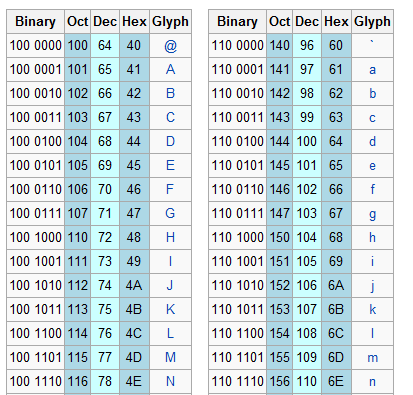 Binary Oct Dec Hex Glyph
100 0000 100 64 40 @
100 0001 101 65 41 A
100 0010 102 66 42 B
100 0011 103 67 43 C
100 0100 104 68 44 D
100 0101 105 69 45 E
100 0110 106 70 46 F
100 0111 107 71 47 G
100 1000 110 72 48 H
100 1001 111 73 49 I
100 1010 112 74 4A J
100 1011 113 75 4B K
100 1100 114 76 4C L
100 1101 115 77 4D M
100 1110 116 78 4E N
Binary Oct Dec Hex Glyph
110 0000 140 96 60 `
110 0001 141 97 61 a
110 0010 142 98 62 b
110 0011 143 99 63 c
110 0100 144 100 64 d
110 0101 145 101 65 e
110 0110 146 102 66 f
110 0111 147 103 67 g
110 1000 150 104 68 h
110 1001 151 105 69 i
110 1010 152 106 6A j
110 1011 153 107 6B k
110 1100 154 108 6C l
110 1101 155 109 6D m
110 1110 156 110 6E n